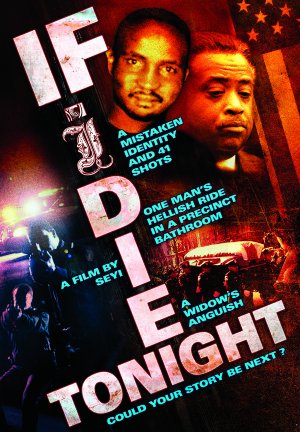 IF
I
DIE
TONIGHT
A
MISTAKEN
IDENTITY
AND 41
SHOTS
ONE MAN'S
HELLISH RIDE
IN A PRECINCT
BATHROOM
A FILM BY
SEYI
A
WIDOW'S
ANGUISH
COULD YOUR STORY BE NEXT ?